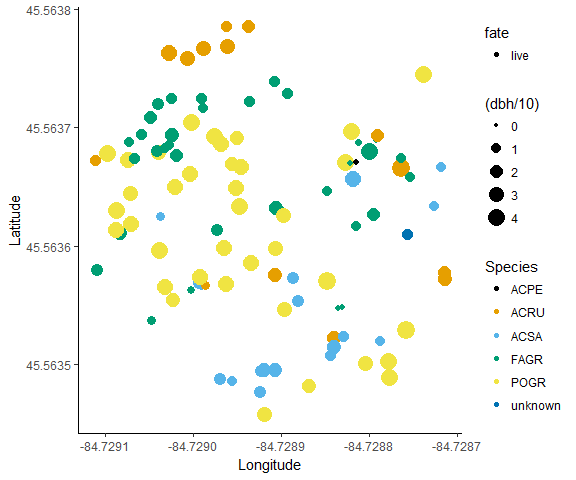 45.5638
45.5637
45.5636
45.5635
Latitude
-84.7291
-84.7290
-84.7289
-84.7288
-84.7287
Longitude
fate
live
(dbh/10)
0
1
2
3
4
Species
ACPE
ACRU
ACSA
FAGR
POGR
unknown